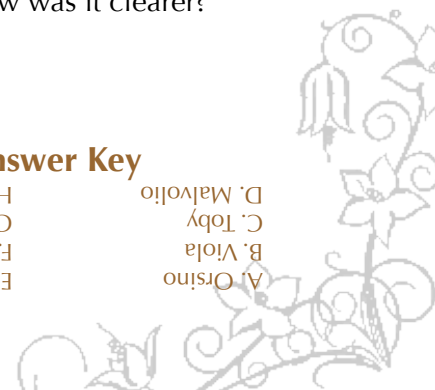 w was it clearer?
nswer Key
A. Orsino E
B. Viola F.
C. Toby G
D. Malvolio H